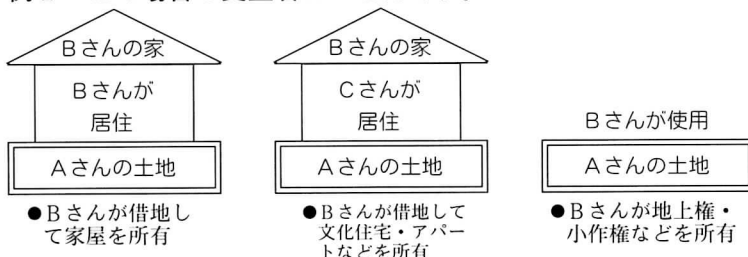 Bさんの家
Bさんが
居住
Aさんの土地
●Bさんが借地し
て家屋を所有
Bさんの家
Cさんが
居住
Aさんの土地
●Bさんが借地して
文化住宅・アパー
トなどを所有
Bさんが使用
Aさんの土地
●Bさんが地上権・
小作権などを所有